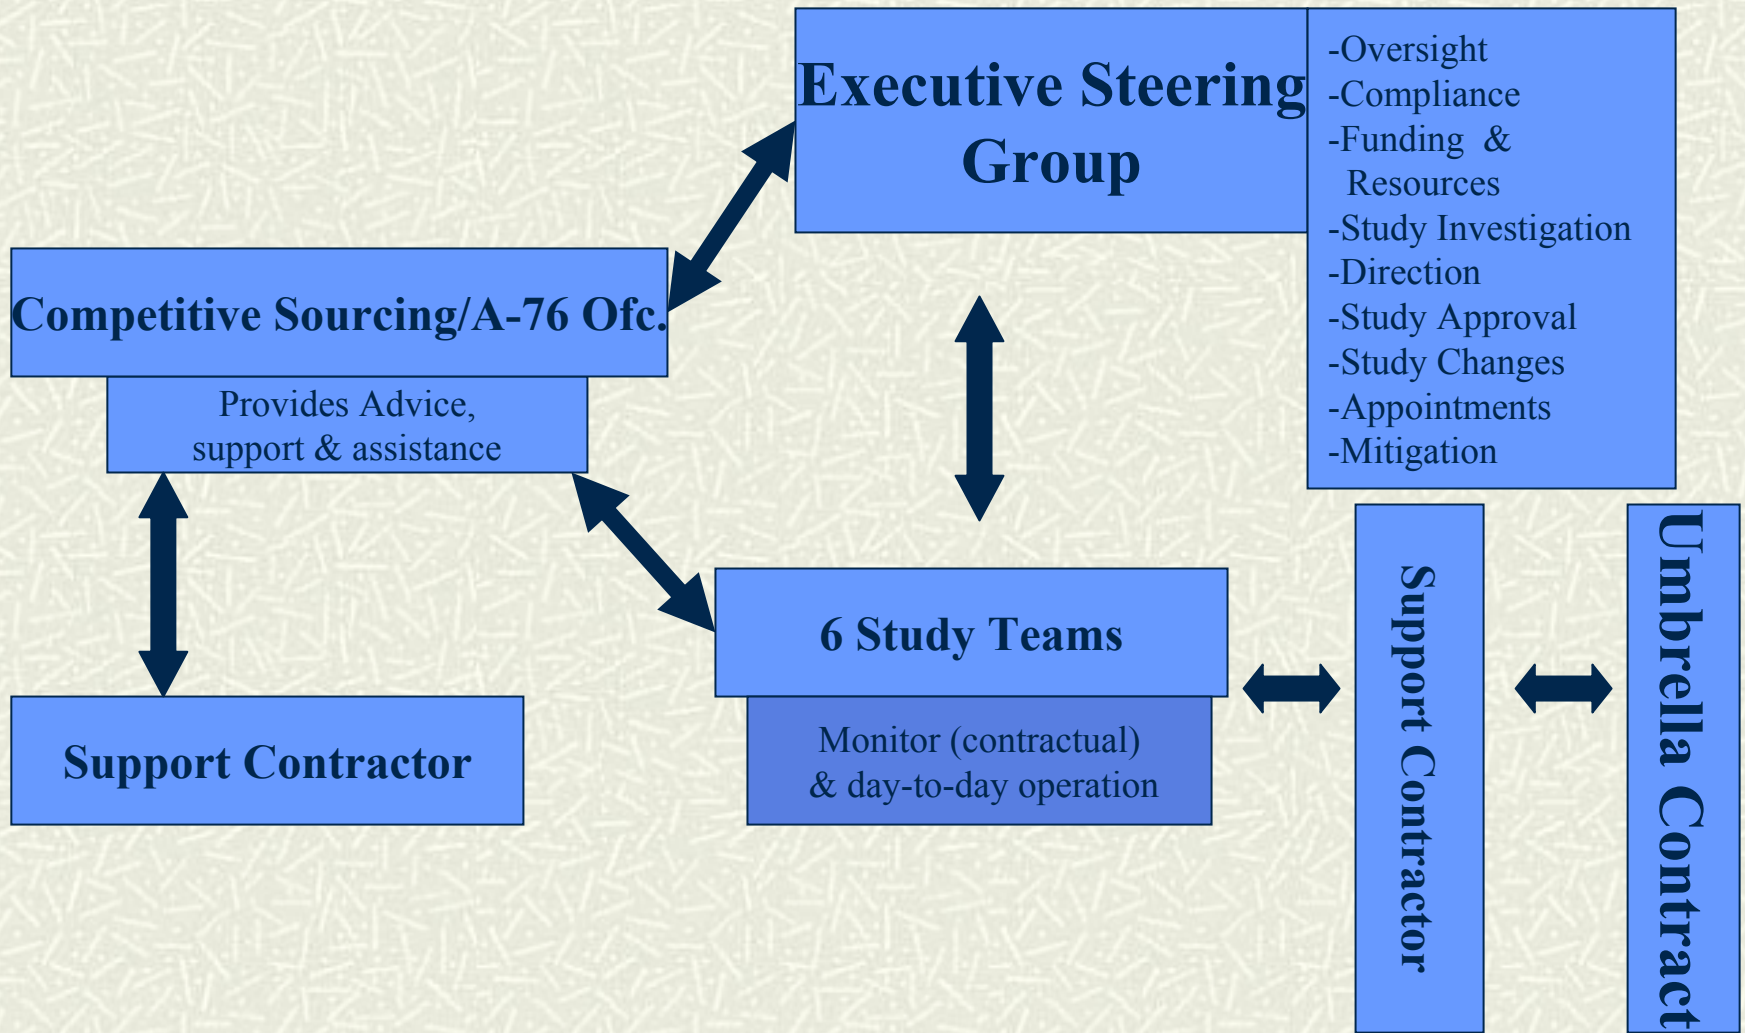 Executive Steering
Group
-Oversight
-Compliance
-Funding &
Resources
-Study Investigation
-Direction
-Study Approval
-Study Changes
-Appointments
-Mitigation
Competitive Sourcing/A-76 Ofc.
Provides Advice,
support & assistance
6 Study Teams
Monitor (contractual)
& day-to-day operation
Support Contractor
Support Contractor
Umbrella Contract